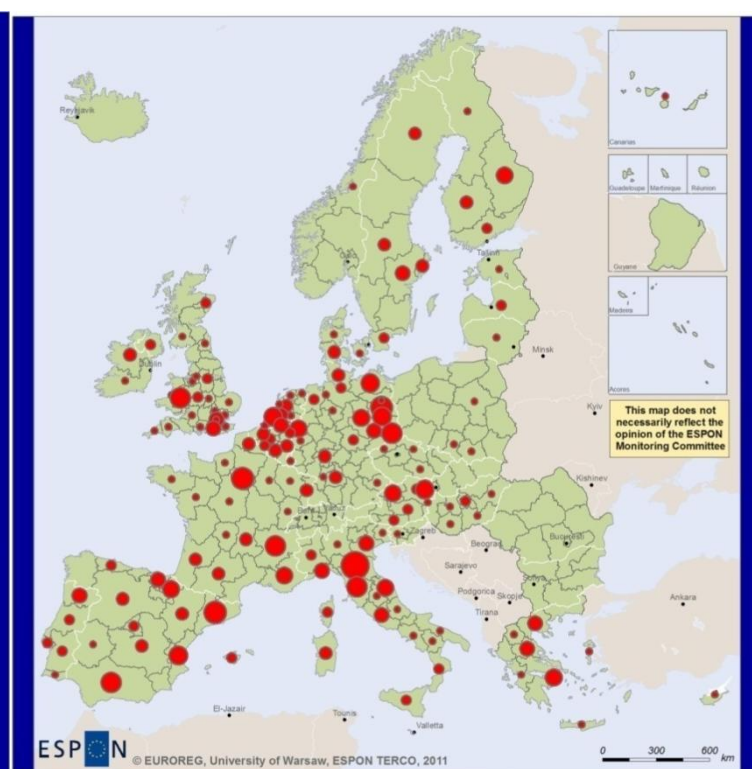 Reykjavik
Canarias
Guadeloupe
Martinique
Réunion
Guyane
Madeira
Acores
Oslo
Tallinn
Dublin
Minsk
Kyiv
This map does not
necessarily reflect the
opinion of the ESPON
Monitoring Committee
Kishinev
Zagreb
Beograd
Bucuresti
Sarajevo
Sofiya
Podgorica
Skopje
Tirana
Ankara
El-Jazair
Tounis
Valletta
ESPON
© EUROREG, University of Warsaw, ESPON TERCO, 2011
0 300 600
km